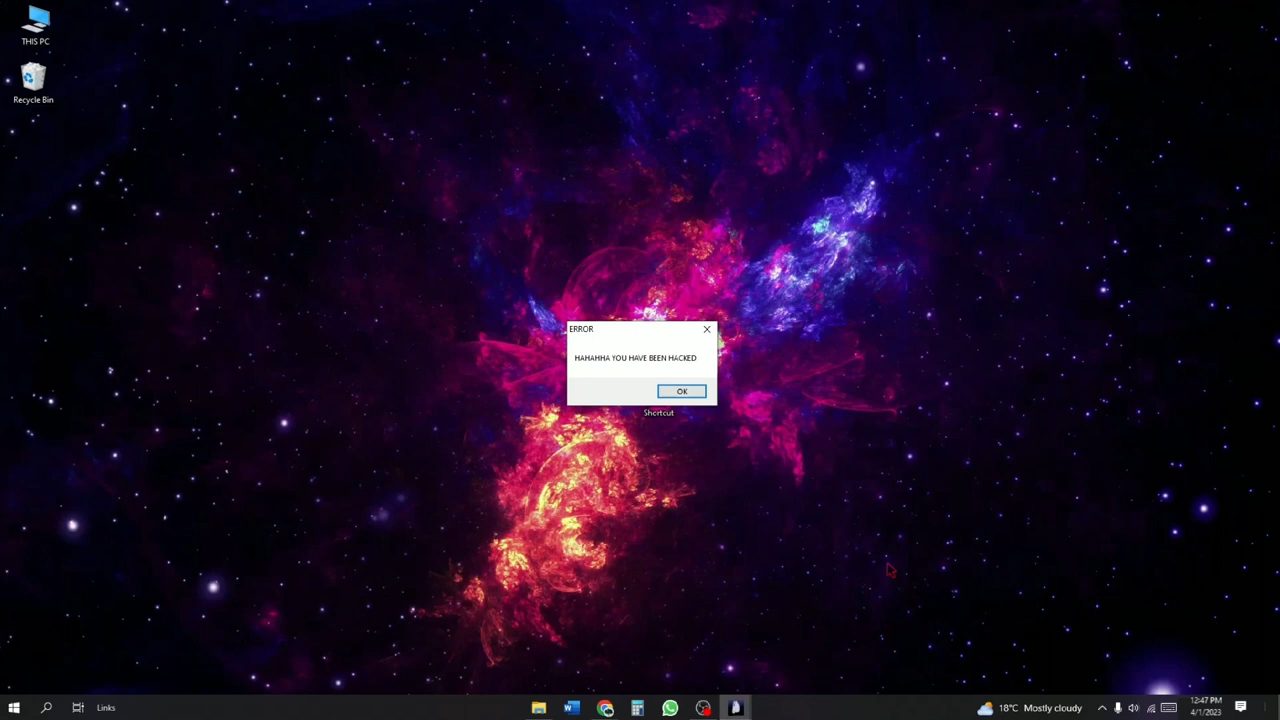 THIS PC
Recycle Bin
ERROR
HAHAHHA YOU HAVE BEEN HACKED
OK
Shortcut
Links
18°C Mostly cloudy
12:47 PM
4/1/2023